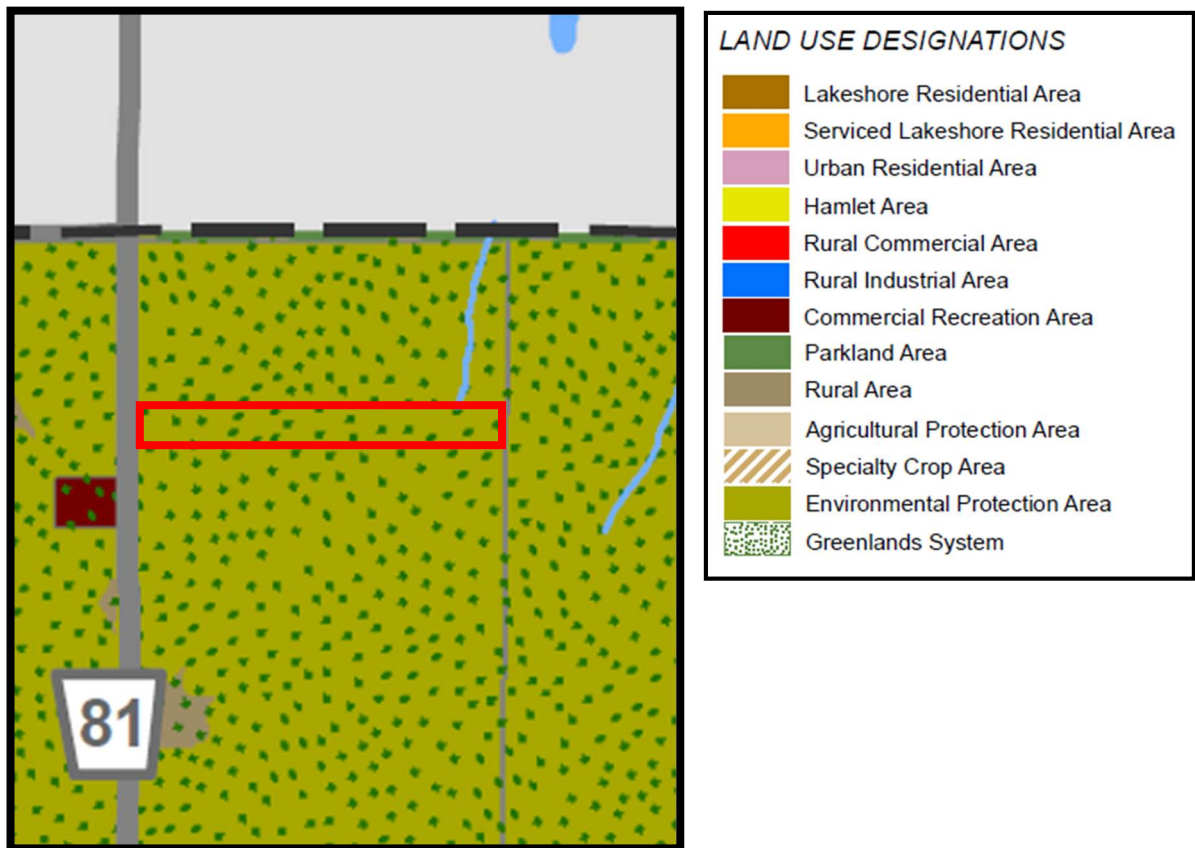 81
LAND USE DESIGNATIONS
Lakeshore Residential Area
Serviced Lakeshore Residential Area
Urban Residential Area
Hamlet Area
Rural Commercial Area
Rural Industrial Area
Commercial Recreation Area
Parkland Area
Rural Area
Agricultural Protection Area
Specialty Crop Area
Environmental Protection Area
Greenlands System